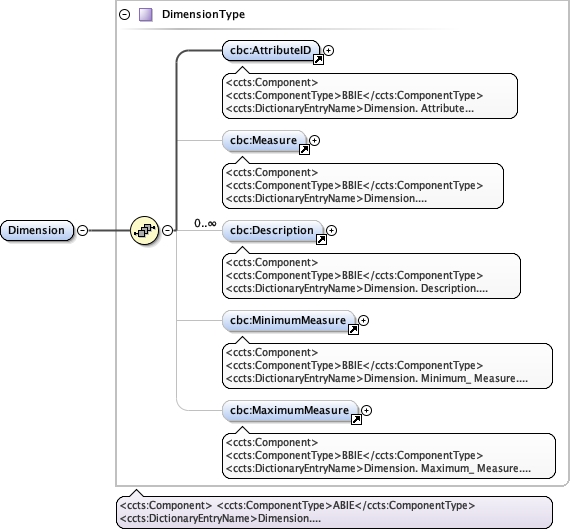 DimensionType
cbc:AttributeID
<ccts:Component>
<ccts:ComponentType>BBIE</ccts:ComponentType>
<ccts:DictionaryEntryName>Dimension. Attribute...
cbc:Measure
<ccts:Component>
<ccts:ComponentType>BBIE</ccts:ComponentType>
<ccts:DictionaryEntryName>Dimension....
Dimension
0..∞
cbc:Description
<ccts:Component>
<ccts:ComponentType>BBIE</ccts:ComponentType>
<ccts:DictionaryEntryName>Dimension. Description....
cbc:MinimumMeasure
<ccts:Component>
<ccts:ComponentType>BBIE</ccts:ComponentType>
<ccts:DictionaryEntryName>Dimension. Minimum_ Measure....
cbc:MaximumMeasure
<ccts:Component>
<ccts:ComponentType>BBIE</ccts:ComponentType>
<ccts:DictionaryEntryName>Dimension. Maximum_ Measure....
<ccts:Component> <ccts:ComponentType>ABIE</ccts:ComponentType>
<ccts:DictionaryEntryName>Dimension....